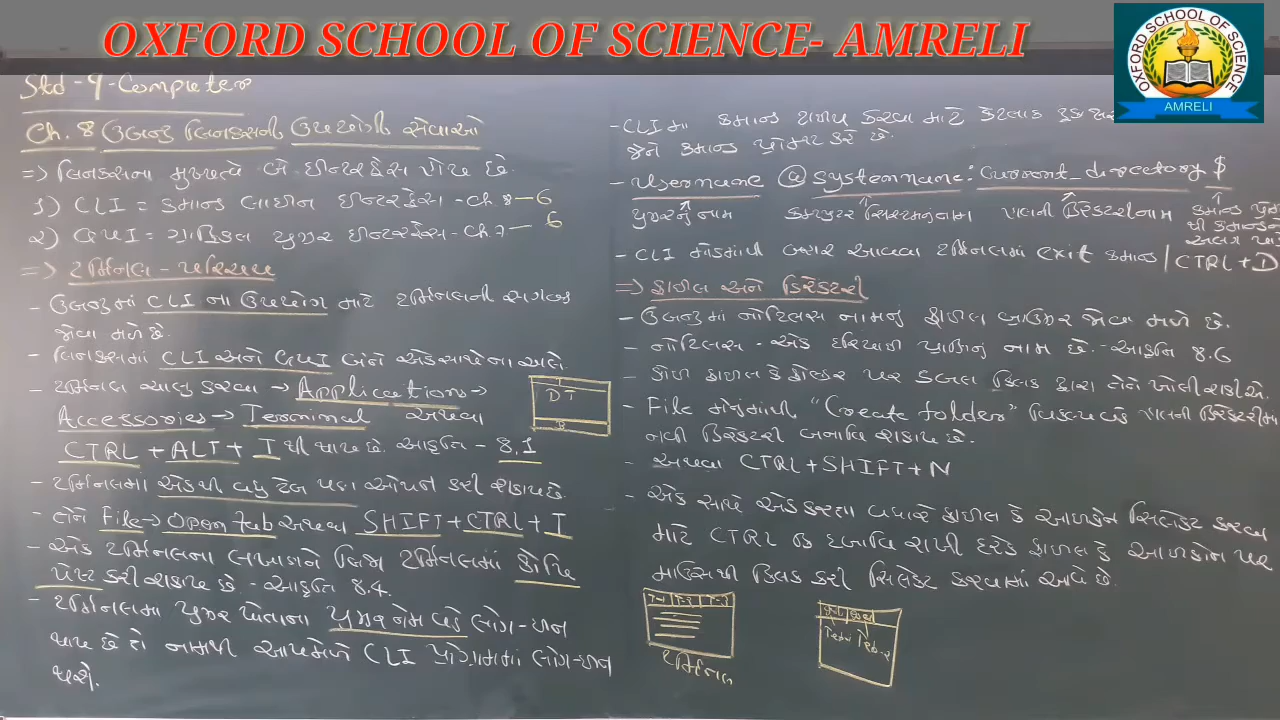 OXFORD SCHOOL OF SCIENCE- AMRELI
OXFORD SCHOOL OF SCIENCE
AMRELI
Std - 9 - Computer
Ch. 8 ઉબન્ટુ લિનક્સની ઉપયોગી સેવાઓ
=> લિનક્સના મુખ્યત્વે બે ઈન્ટરફેસ હોય છે.
૧) CLI = કમાન્ડ લાઈન ઈન્ટરફેસ - ch 8 - 6
૨) GUI = ગ્રાફિકલ યુઝર ઈન્ટરફેસ - ch. 7 - 6
=> ટર્મિનલ - પરિચય
- ઉબન્ટુમાં CLI ના ઉપયોગ માટે ટર્મિનલની સગવડ
જોવા મળે છે.
- લિનક્સમાં CLI અને GUI બંને એકસાથે ચાલે.
- ટર્મિનલ ચાલુ કરવા → Application →
Accessories → Terminal અથવા
CTRL + ALT + T થી થાય છે. આકૃતિ - 8.1
DT
- ટર્મિનલમાં એકથી વધુ ટેબ પણ ઓપન કરી શકાય છે.
- તેને File → Open tab અથવા SHIFT + CTRL + T
- એક ટર્મિનલના લખાણને બીજા ટર્મિનલમાં કોપિ
પેસ્ટ કરી શકાય છે. - આકૃતિ 8.4.
- ટર્મિનલમાં યુઝર પોતાના યુઝરનેમ વડે લોગ-ઈન
થાય છે તે નામથી આપમેળે CLI પ્રોગ્રામમાં લોગ-ઈન
થશે.
- CLI માં કમાન્ડ ટાઈપ કરવા માટે કેટલાક
જેને કમાન્ડ પ્રોમ્પ્ટ કહે છે.
- Username @ Systemname : Current_directory $
યુઝરનું નામ કમ્પ્યુટર સિસ્ટમનું નામ ચાલની ડિરેક્ટરી નામ
- CLI મોડમાંથી બહાર આવવા ટર્મિનલમાં exit કમાન્ડ / CTRL + D
=> ફાઈલ અને ડિરેક્ટરી
- ઉબન્ટુમાં નોટિલસ નામનું ફાઈલ બ્રાઉઝર જોવા મળે છે.
- નોટિલસ - એક દરિયાઈ પ્રાણીનું નામ છે. - આકૃતિ 8.6
- કોઈ ફાઈલ કે ફોલ્ડર પર ડબલ ક્લિક દ્વારા તેને ખોલી શકીએ.
- File મેનુમાંથી "Create folder" વિકલ્પ વડે ચાલની ડિરેક્ટરીમાં
નવી ડિરેક્ટરી બનાવિ શકાય છે.
- અથવા CTRL + SHIFT + N
- એક સાથે એક કરતા વધારે ફાઈલ કે આઈકોન સિલેક્ટ કરવા
માટે CTRL કી દબાવિ રાખી દરેક ફાઈલ કે આઈકોન પર
માઉસથી ક્લિક કરી સિલેક્ટ કરવામાં આવે છે.
T-1 T-2 T-3
ટર્મિનલ